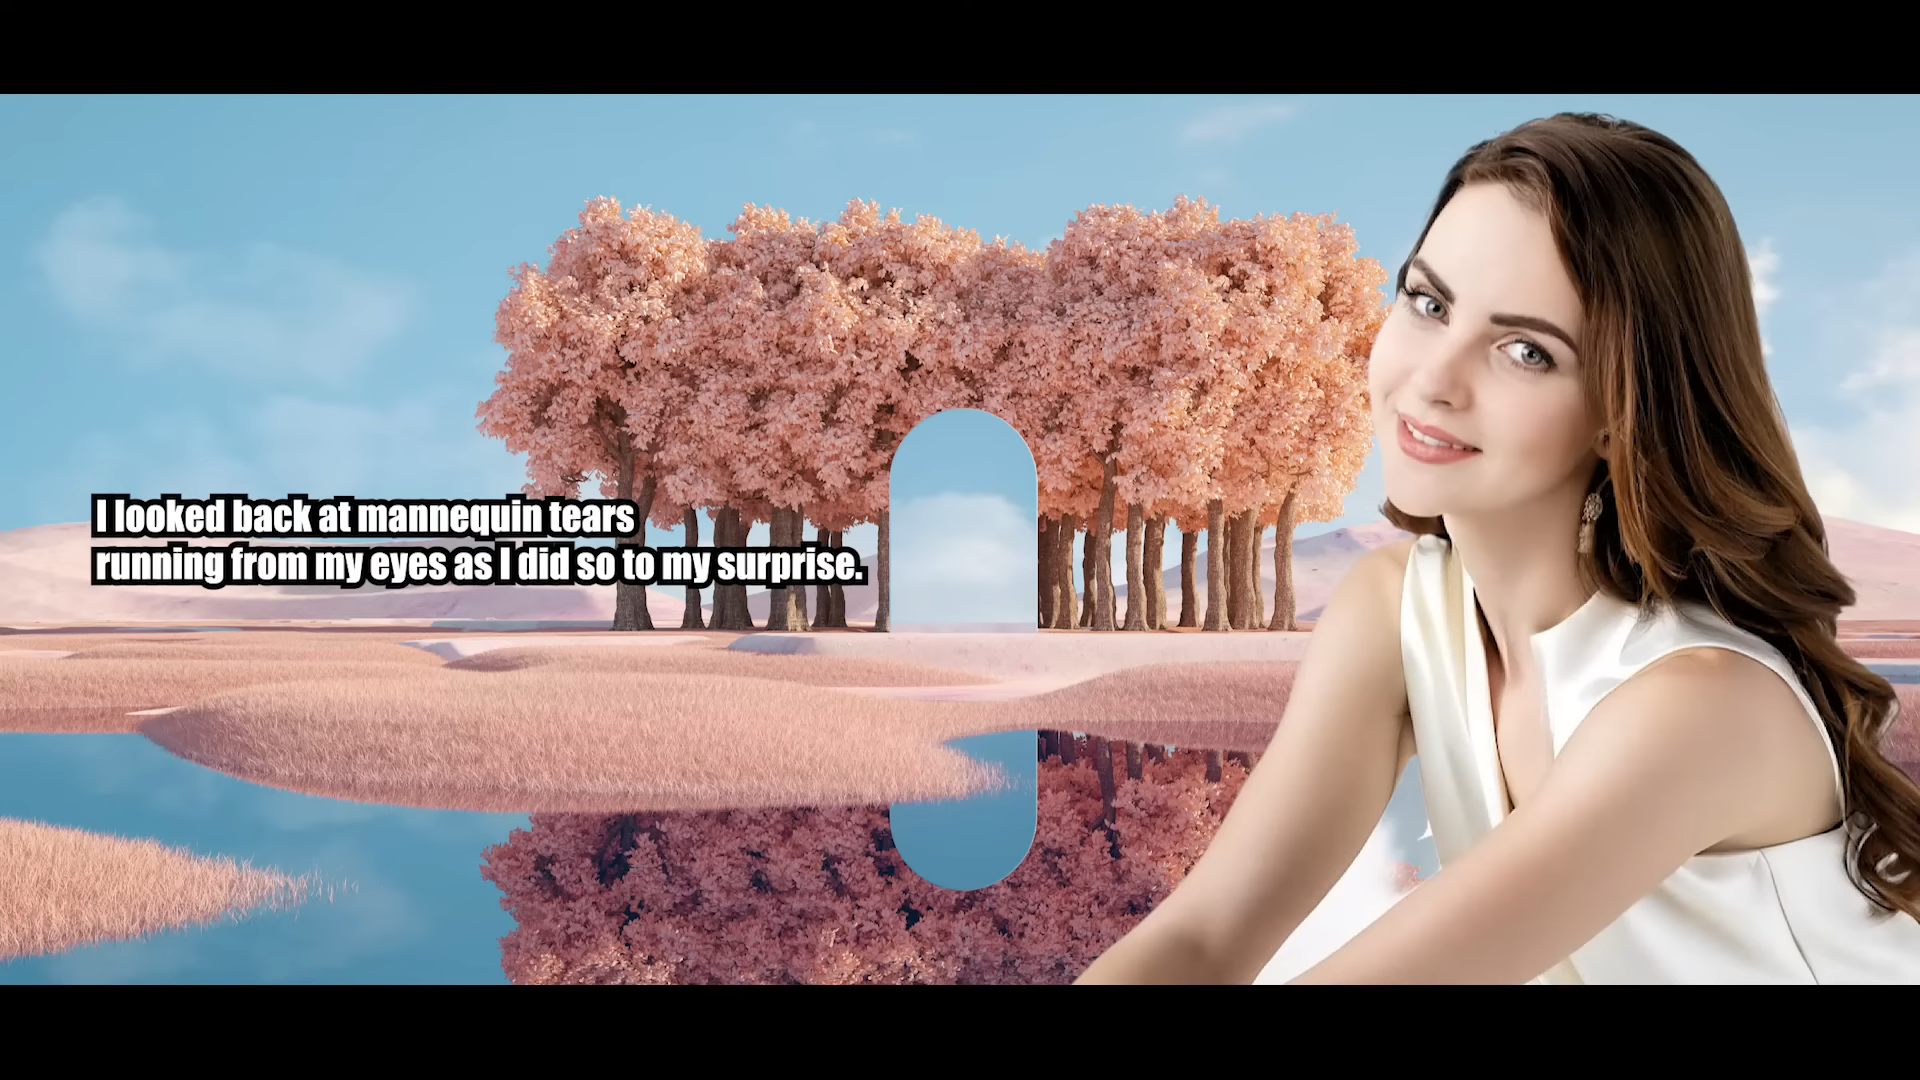 I looked back at mannequin tears
running from my eyes as I did so to my surprise.